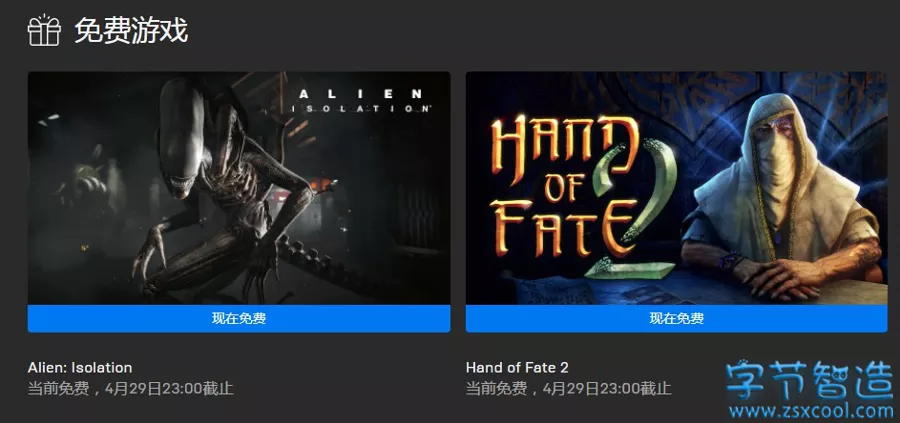 免费游戏
ALIEN
ISOLATION
HAND
OF
FATE 2
现在免费
现在免费
Alien: Isolation
当前免费，4月29日23:00截止
Hand of Fate 2
当前免费，4月29日23:00截止
字节智造
www.zsxcool.com